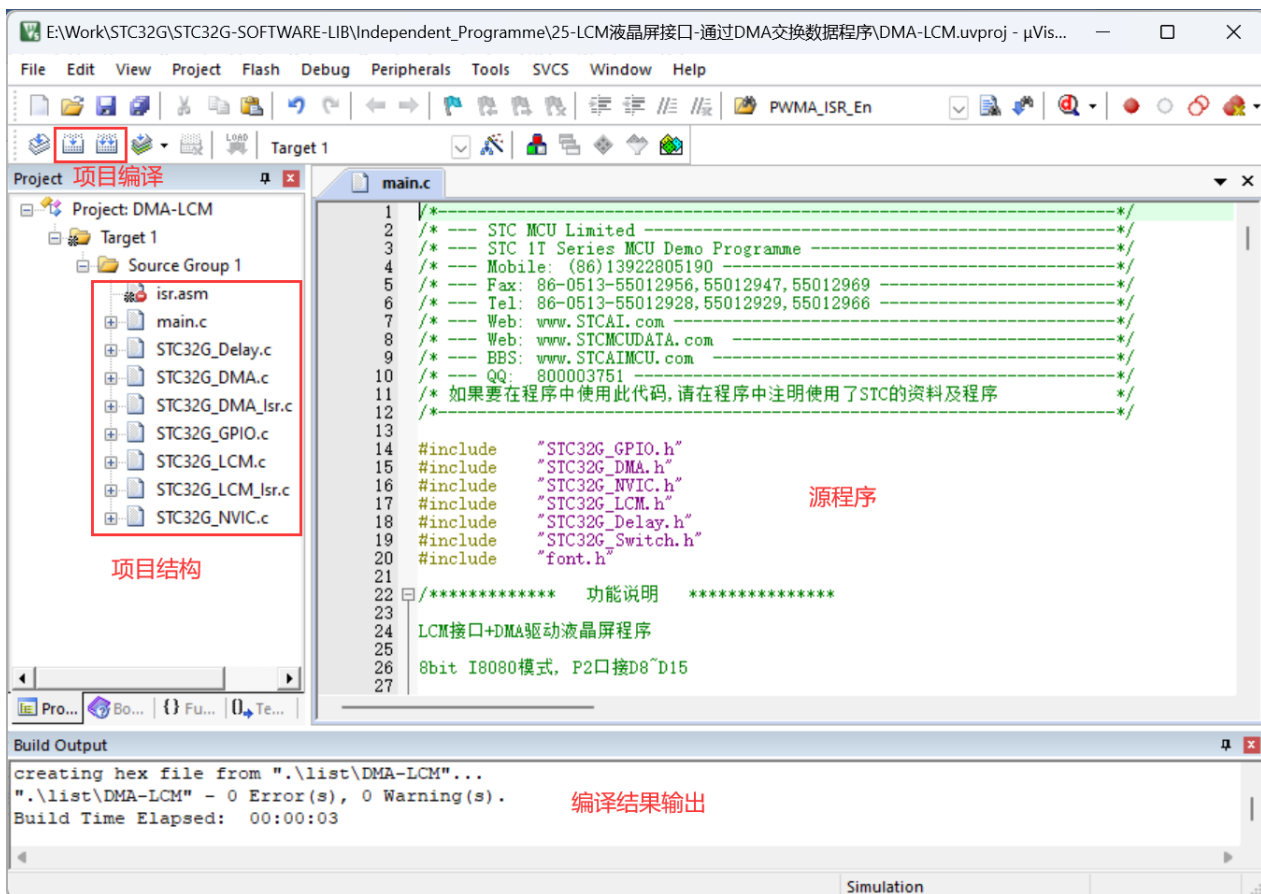 E:\Work\STC32G\STC32G-SOFTWARE-LIB\Independent_Programme\25-LCM液晶屏接口-通过DMA交换数据程序\DMA-LCM.uvproj - µVis...
File Edit View Project Flash Debug Peripherals Tools SVCS Window Help
PWMA_ISR_En
LOAD
Target 1
Project
项目编译
Project: DMA-LCM
Target 1
Source Group 1
isr.asm
main.c
STC32G_Delay.c
STC32G_DMA.c
STC32G_DMA_Isr.c
STC32G_GPIO.c
STC32G_LCM.c
STC32G_LCM_Isr.c
STC32G_NVIC.c
项目结构
Pro... Bo... {} Fu... Te...
main.c
1 /*---------------------------------------------------------------------*/
2 /* --- STC MCU Limited ------------------------------------------------*/
3 /* --- STC 1T Series MCU Demo Programme -------------------------------*/
4 /* --- Mobile: (86)13922805190 ----------------------------------------*/
5 /* --- Fax: 86-0513-55012956,55012947,55012969 ------------------------*/
6 /* --- Tel: 86-0513-55012928,55012929,55012966 ------------------------*/
7 /* --- Web: www.STCAI.com ---------------------------------------------*/
8 /* --- Web: www.STCMCUDATA.com  ---------------------------------------*/
9 /* --- BBS: www.STCAIMCU.com  -----------------------------------------*/
10 /* --- QQ:  800003751 -------------------------------------------------*/
11 /* 如果要在程序中使用此代码,请在程序中注明使用了STC的资料及程序 */
12 /*---------------------------------------------------------------------*/
13
14 #include "STC32G_GPIO.h"
15 #include "STC32G_DMA.h"
16 #include "STC32G_NVIC.h"
17 #include "STC32G_LCM.h"
18 #include "STC32G_Delay.h"
19 #include "STC32G_Switch.h"
20 #include "font.h"
21
22 /************* 功能说明 ***************
23
24 LCM接口+DMA驱动液晶屏程序
25
26 8bit I8080模式, P2口接D8~D15
27
源程序
Build Output
creating hex file from ".\list\DMA-LCM"...
".\list\DMA-LCM" - 0 Error(s), 0 Warning(s).
Build Time Elapsed:  00:00:03
编译结果输出
Simulation